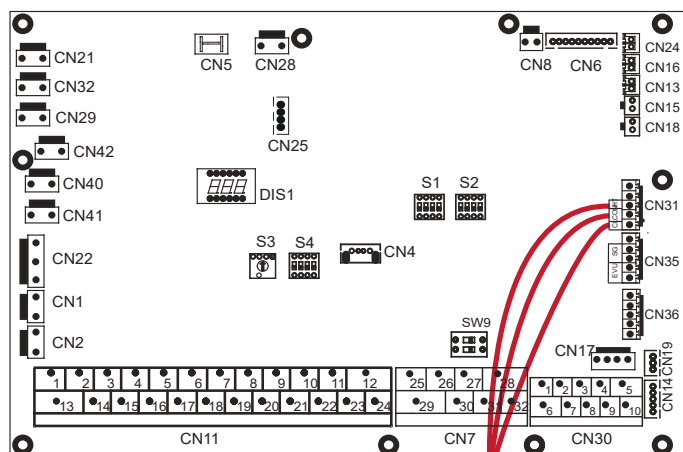 CN21
CN32
CN29
CN42
CN40
CN41
CN22
CN1
CN2
CN5
CN28
CN25
DIS1
S3
S4
CN4
S1
S2
SW9
CN8
CN6
CN24
CN16
CN13
CN15
CN18
CN31
CN35
SG
EVU
CN36
CN17
CN19
CN14
1 2 3 4 5 6 7 8 9 10 11 12
13 14 15 16 17 18 19 20 21 22 23 24
CN11
25 26 27 28
29 30 31 32
CN7
1 2 3 4 5
6 7 8 9 10
CN30